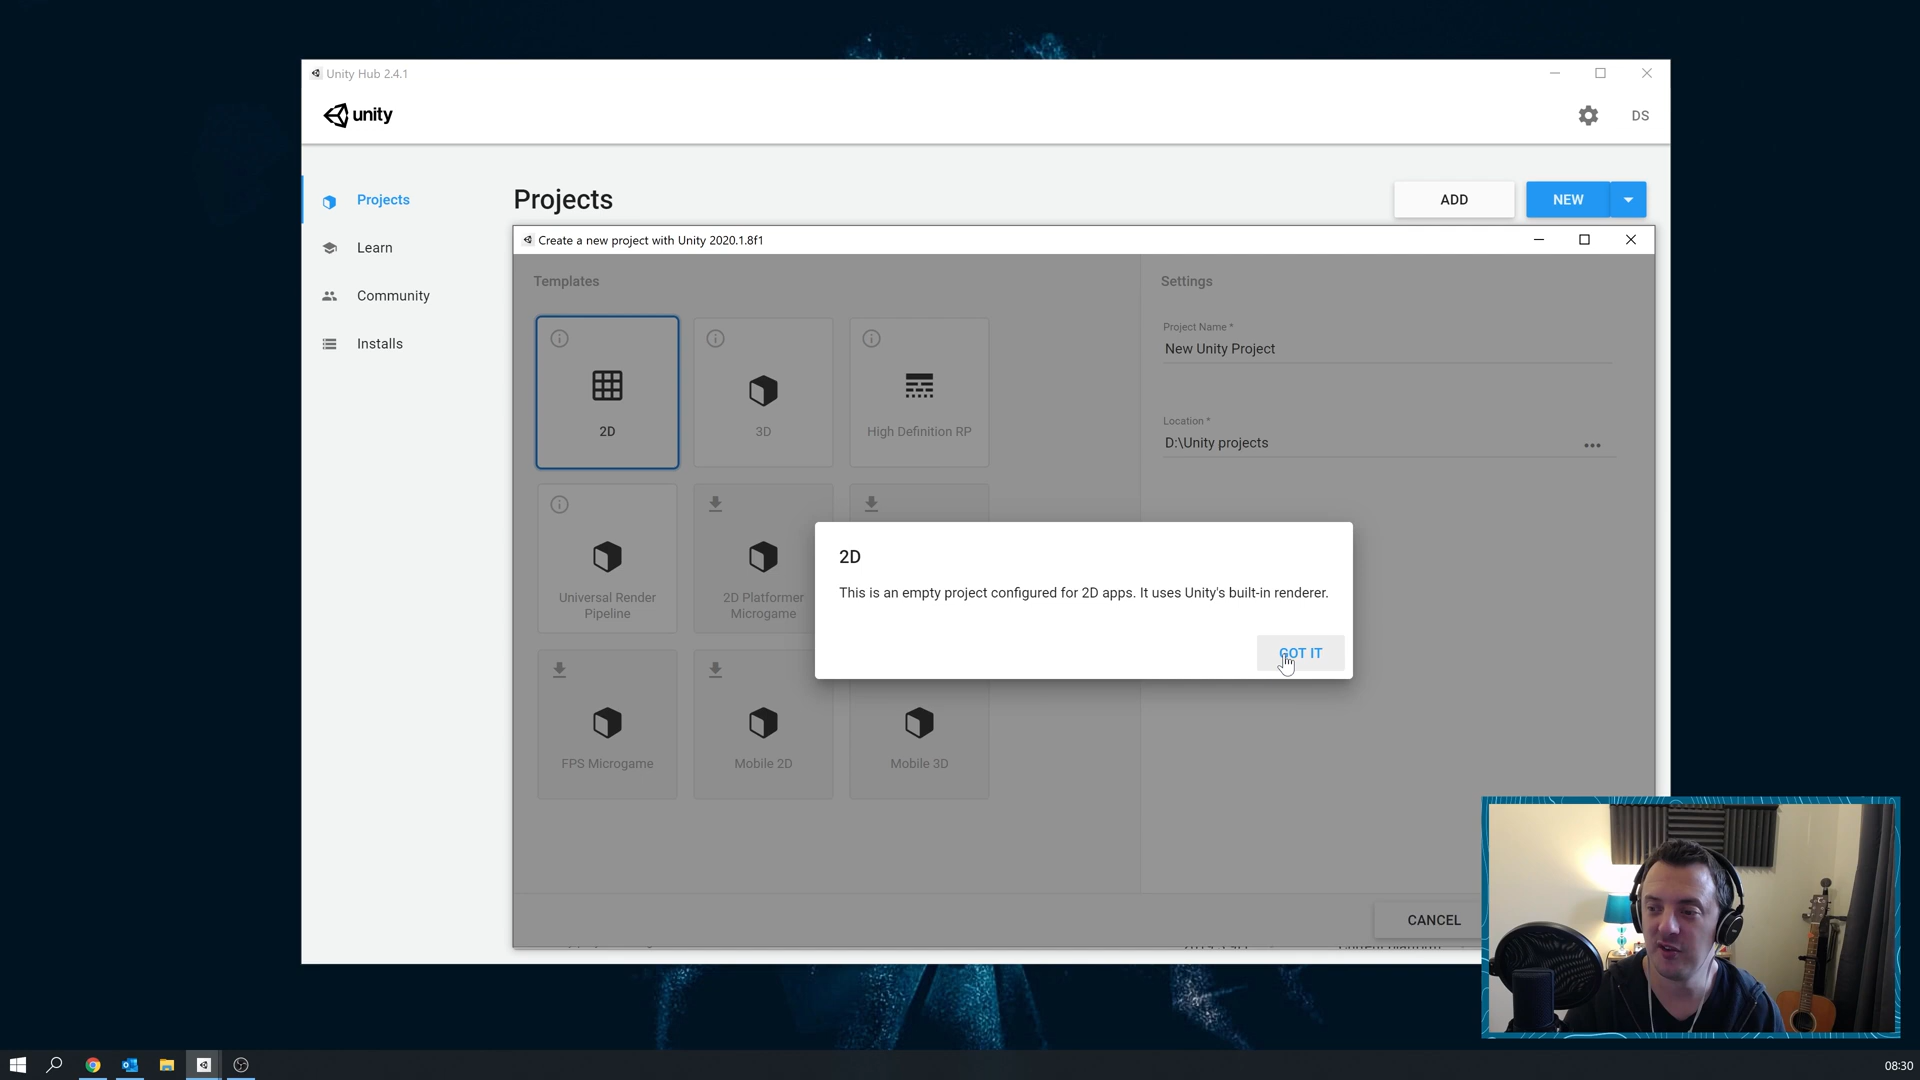 Unity Hub 2.4.1
unity
DS
Projects
Learn
Community
Installs
Projects
ADD
NEW
Create a new project with Unity 2020.1.8f1
Templates
Settings
2D
3D
High Definition RP
Project Name *
New Unity Project
Location *
D:\Unity projects
Universal Render
Pipeline
2D Platformer
Microgame
2D
This is an empty project configured for 2D apps. It uses Unity's built-in renderer.
GOT IT
FPS Microgame
Mobile 2D
Mobile 3D
CANCEL
08:30